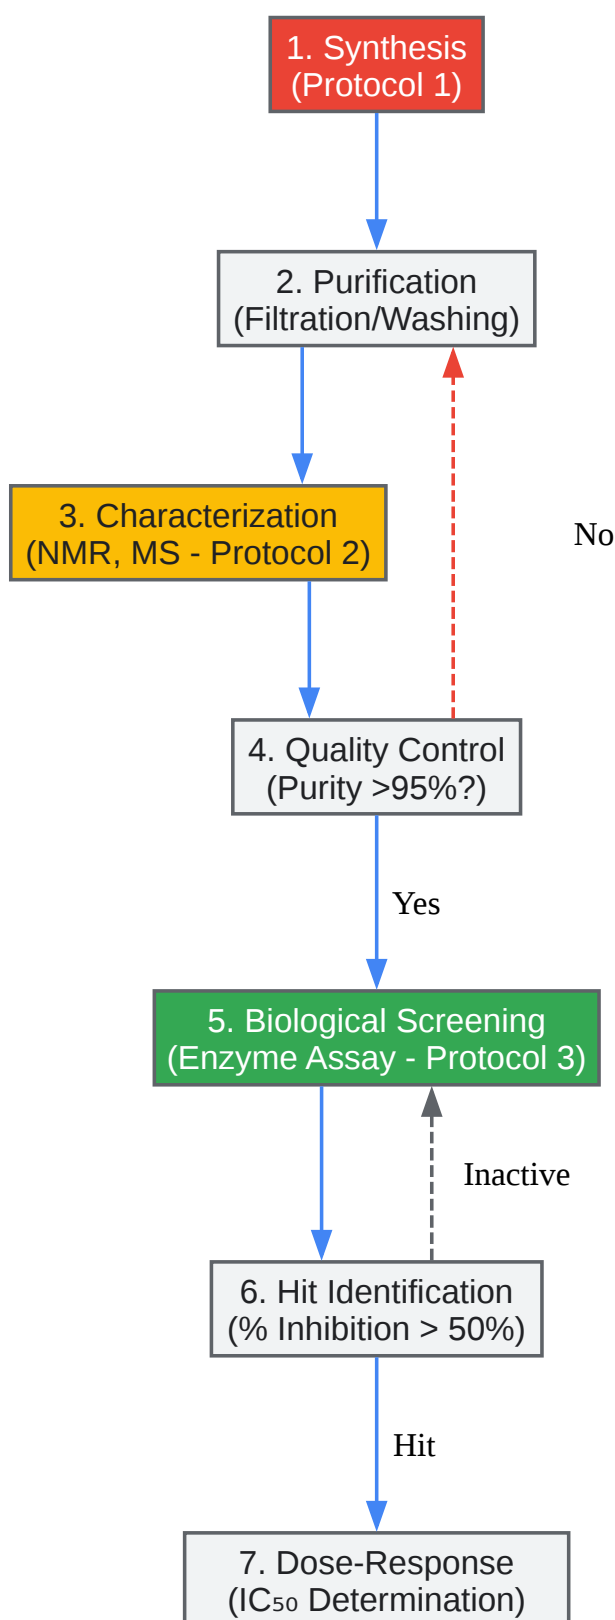 1. Synthesis
(Protocol 1)
2. Purification
(Filtration/Washing)
3. Characterization
(NMR, MS - Protocol 2)
No
4. Quality Control
(Purity >95%?)
Yes
5. Biological Screening
(Enzyme Assay - Protocol 3)
Inactive
6. Hit Identification
(% Inhibition > 50%)
Hit
7. Dose-Response
(IC₅₀ Determination)